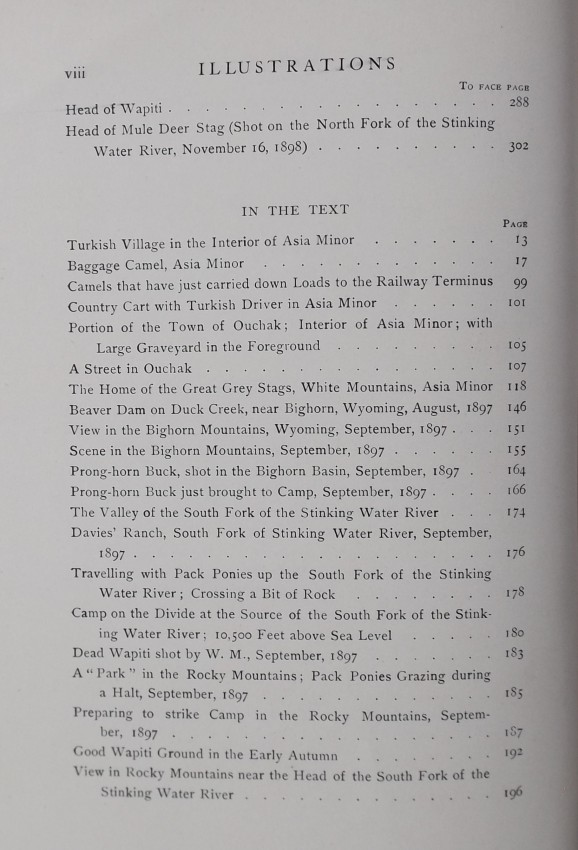 viii
ILLUSTRATIONS
TO FACE PAGE
Head of Wapiti . . . . . . . . . . . . . . . . . . 288
Head of Mule Deer Stag (Shot on the North Fork of the Stinking
Water River, November 16, 1898) . . . . . . . . . . 302
IN THE TEXT
PAGE
Turkish Village in the Interior of Asia Minor . . . . . . . 13
Baggage Camel, Asia Minor . . . . . . . . . . . . . 17
Camels that have just carried down Loads to the Railway Terminus 99
Country Cart with Turkish Driver in Asia Minor . . . . . . 101
Portion of the Town of Ouchak; Interior of Asia Minor; with
Large Graveyard in the Foreground . . . . . . . . . 105
A Street in Ouchak . . . . . . . . . . . . . . . . 107
The Home of the Great Grey Stags, White Mountains, Asia Minor 118
Beaver Dam on Duck Creek, near Bighorn, Wyoming, August, 1897 146
View in the Bighorn Mountains, Wyoming, September, 1897 . . . 151
Scene in the Bighorn Mountains, September, 1897 . . . . . . 155
Prong-horn Buck, shot in the Bighorn Basin, September, 1897 . 164
Prong-horn Buck just brought to Camp, September, 1897 . . . . 166
The Valley of the South Fork of the Stinking Water River . . . 174
Davies' Ranch, South Fork of Stinking Water River, September,
1897 . . . . . . . . . . . . . . . . . . . . 176
Travelling with Pack Ponies up the South Fork of the Stinking
Water River; Crossing a Bit of Rock . . . . . . . . 178
Camp on the Divide at the Source of the South Fork of the Stink-
ing Water River; 10,500 Feet above Sea Level . . . . . 180
Dead Wapiti shot by W. M., September, 1897 . . . . . . . 183
A "Park" in the Rocky Mountains; Pack Ponies Grazing during
a Halt, September, 1897 . . . . . . . . . . . . . 185
Preparing to strike Camp in the Rocky Mountains, Septem-
ber, 1897 . . . . . . . . . . . . . . . . . . 187
Good Wapiti Ground in the Early Autumn . . . . . . . . 192
View in Rocky Mountains near the Head of the South Fork of the
Stinking Water River . . . . . . . . . . . . . . 196